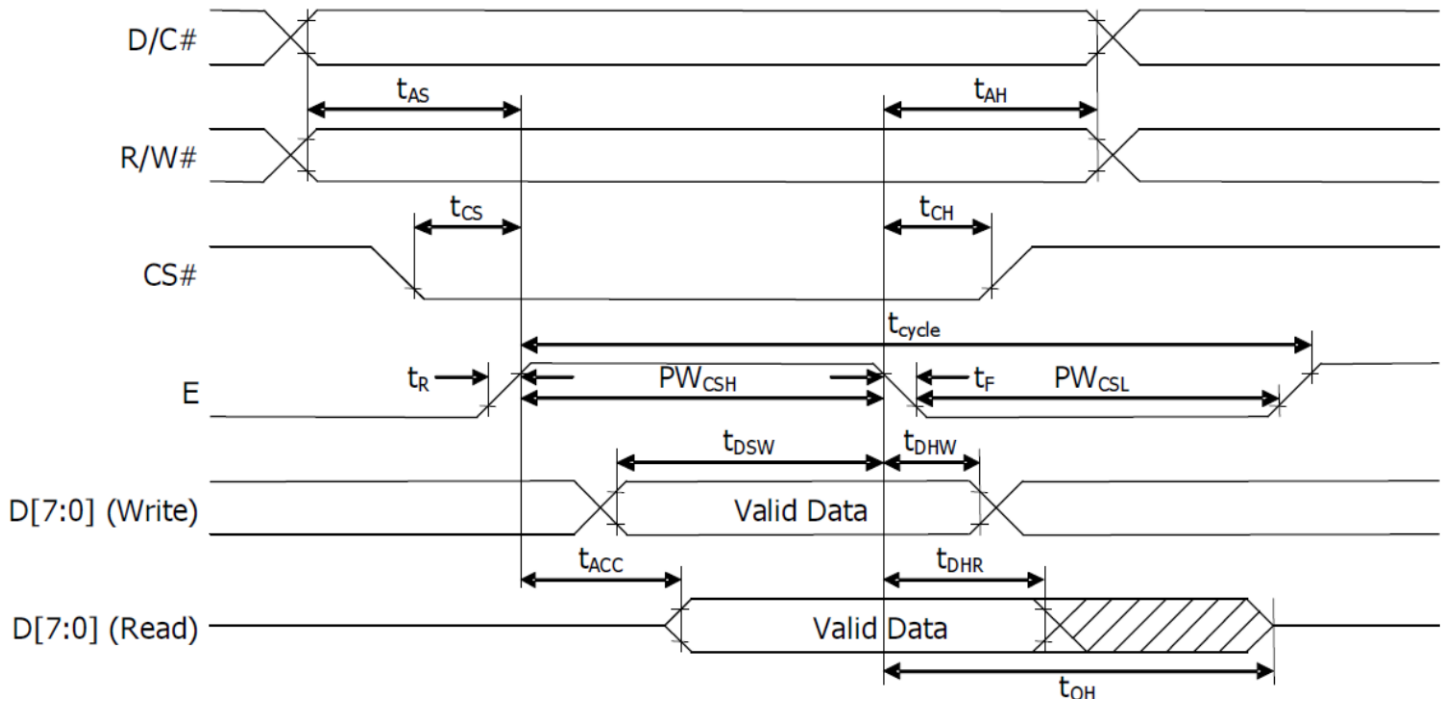 D/C#
tAS
tAH
R/W#
tCS
tCH
CS#
tcycle
E
tR
PWCSH
tF
PWCSL
tDSW
tDHW
D[7:0] (Write)
Valid Data
tACC
tDHR
D[7:0] (Read)
Valid Data
tOH